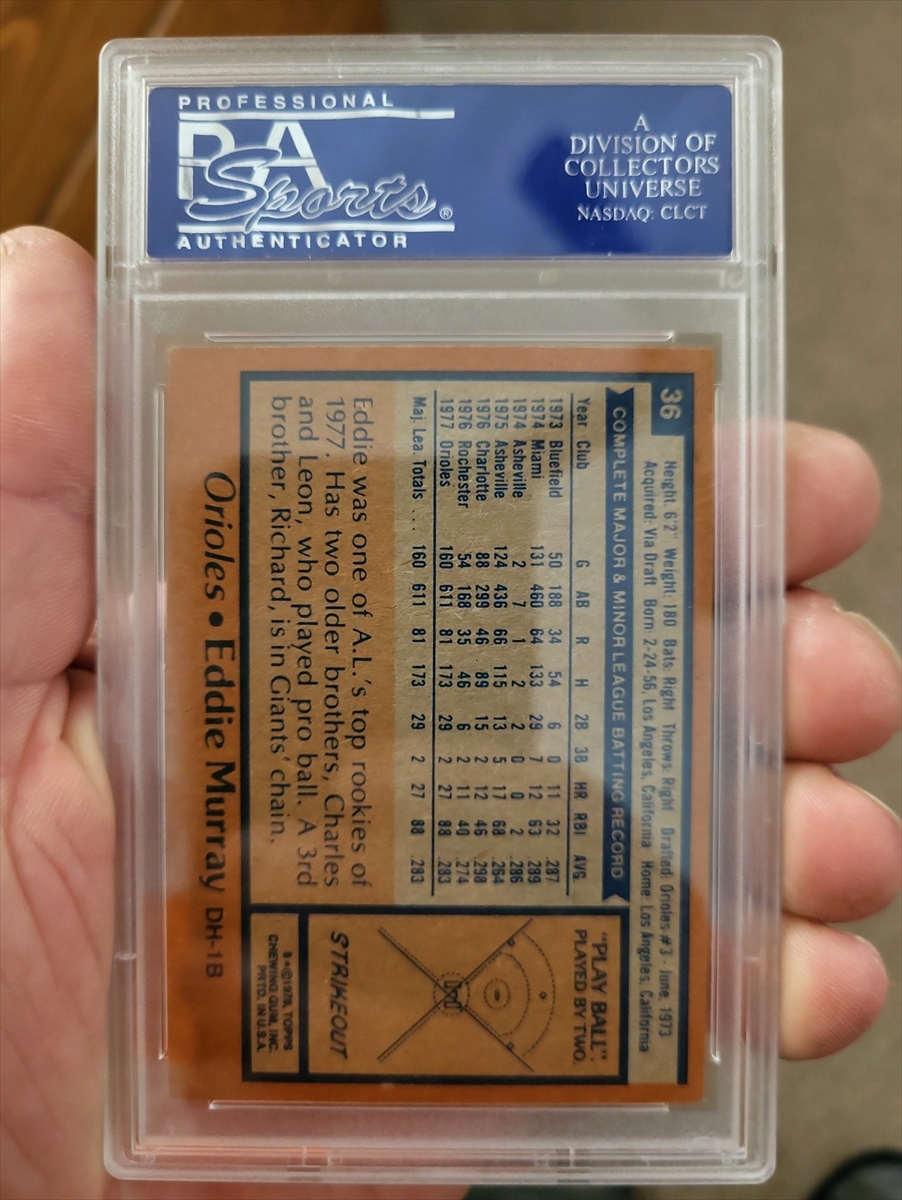 PROFESSIONAL
PSA
Sports®
AUTHENTICATOR
A
DIVISION OF
COLLECTORS
UNIVERSE
NASDAQ: CLCT
36
Height: 6'2" Weight: 180 Bats: Right Throws: Right Drafted: Orioles #3 - June, 1973
Acquired: Via Draft Born: 2-24-56, Los Angeles, California Home: Los Angeles, California
COMPLETE MAJOR & MINOR LEAGUE BATTING RECORD
Year Club G AB R H 2B 3B HR RBI AVG.
1973 Bluefield 50 188 34 54 6 0 11 32 .287
1974 Miami 131 460 64 133 29 7 12 63 .289
1974 Asheville 2 7 1 2 2 0 0 2 .286
1975 Asheville 124 436 66 115 13 5 17 68 .264
1976 Charlotte 88 299 46 89 15 2 12 46 .298
1976 Rochester 54 168 35 46 6 2 11 40 .274
1977 Orioles 160 611 81 173 29 2 27 88 .283
Maj. Lea. Totals .... 160 611 81 173 29 2 27 88 .283
Eddie was one of A.L.'s top rookies of
1977. Has two older brothers, Charles
and Leon, who played pro ball. A 3rd
brother, Richard, is in Giants' chain.
"PLAY BALL".
PLAYED BY TWO.
STRIKEOUT
©1978, TOPPS
CHEWING GUM, INC.
PRTD. IN U.S.A.
Orioles • Eddie Murray DH-1B